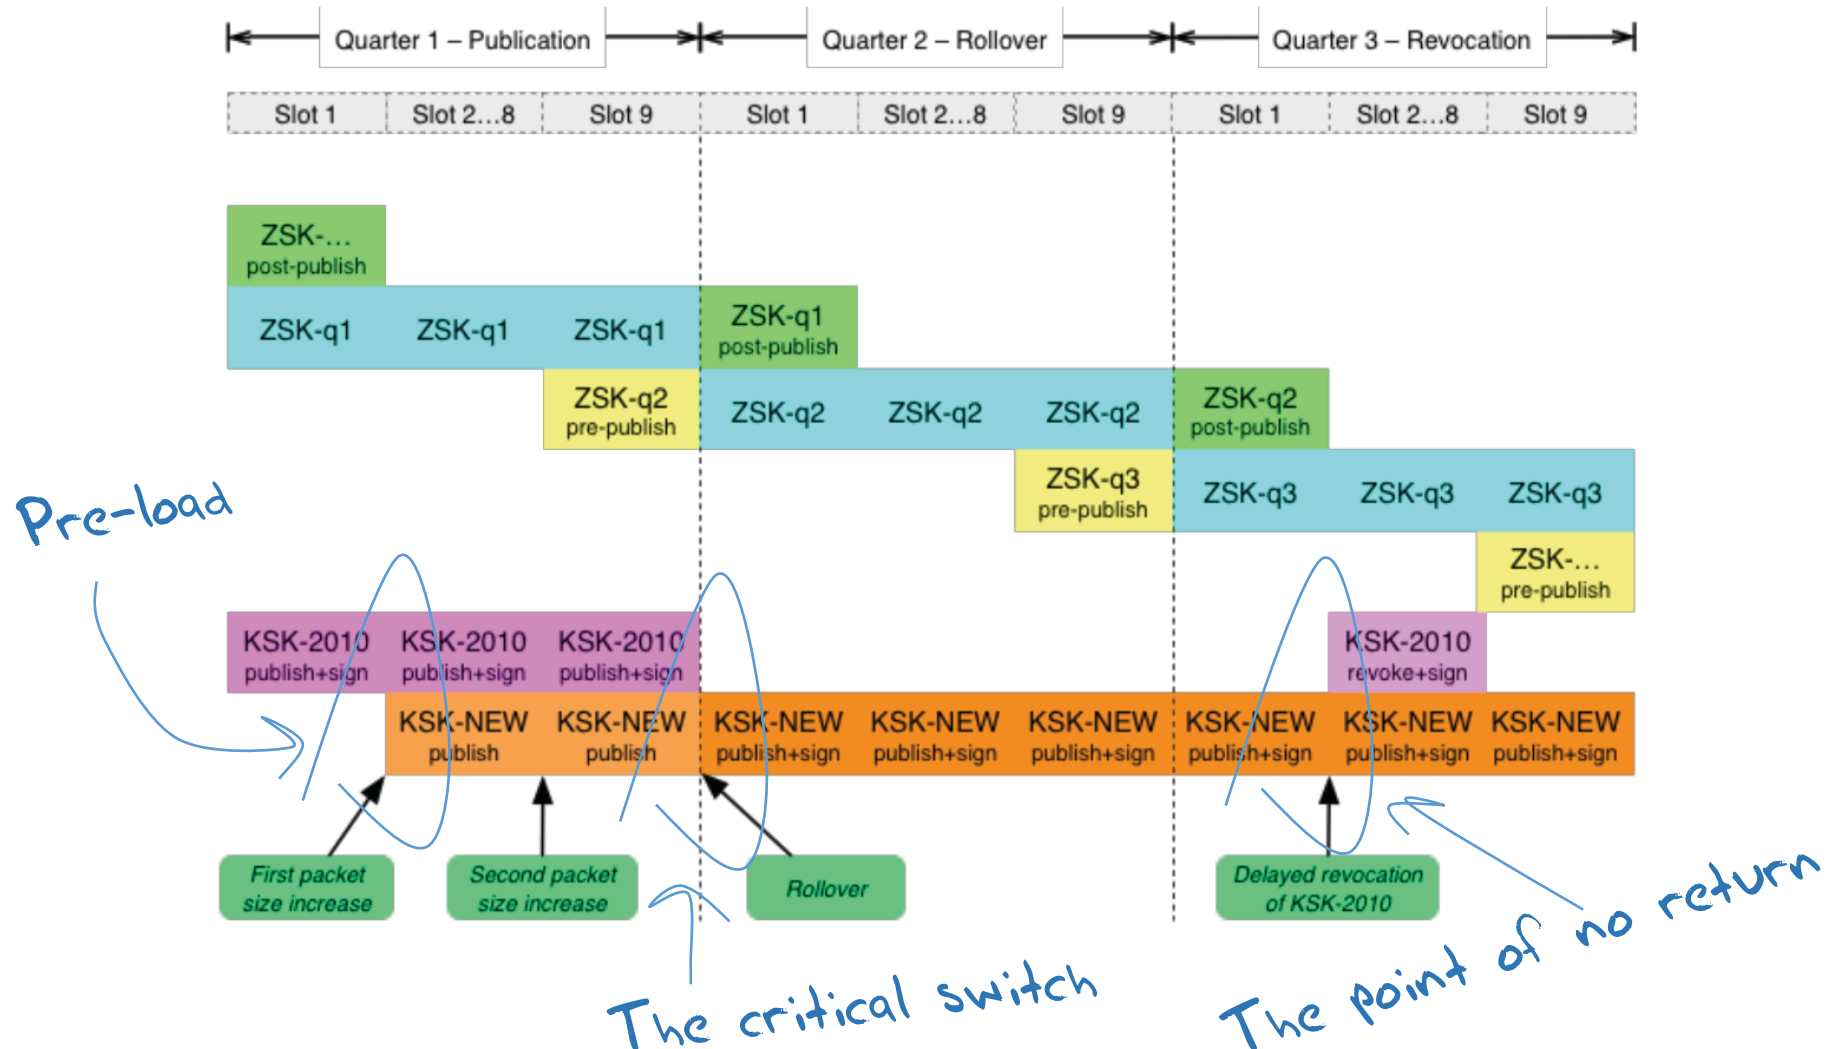 Quarter 1 – Publication
Quarter 2 – Rollover
Quarter 3 – Revocation
Slot 1
Slot 2...8
Slot 9
Slot 1
Slot 2...8
Slot 9
Slot 1
Slot 2...8
Slot 9
ZSK-...
post-publish
ZSK-q1
ZSK-q1
ZSK-q1
ZSK-q1
post-publish
ZSK-q2
pre-publish
ZSK-q2
ZSK-q2
ZSK-q2
ZSK-q2
post-publish
ZSK-q3
pre-publish
ZSK-q3
ZSK-q3
ZSK-q3
ZSK-...
pre-publish
Pre-load
KSK-2010
publish+sign
KSK-2010
publish+sign
KSK-2010
publish+sign
KSK-2010
revoke+sign
KSK-NEW
publish
KSK-NEW
publish
KSK-NEW
publish+sign
KSK-NEW
publish+sign
KSK-NEW
publish+sign
KSK-NEW
publish+sign
KSK-NEW
publish+sign
KSK-NEW
publish+sign
First packet
size increase
Second packet
size increase
Rollover
Delayed revocation
of KSK-2010
The critical switch
The point of no return